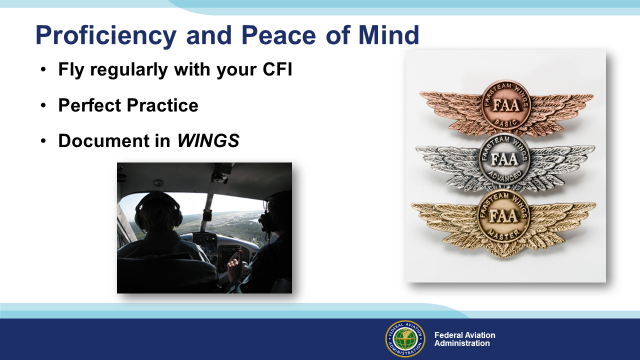 Proficiency and Peace of Mind
• Fly regularly with your CFI
• Perfect Practice
• Document in WINGS
FAASTEAM WINGS
FAA
BASIC
FAASTEAM WINGS
FAA
ADVANCED
FAASTEAM WINGS
FAA
MASTER
Federal Aviation
Administration